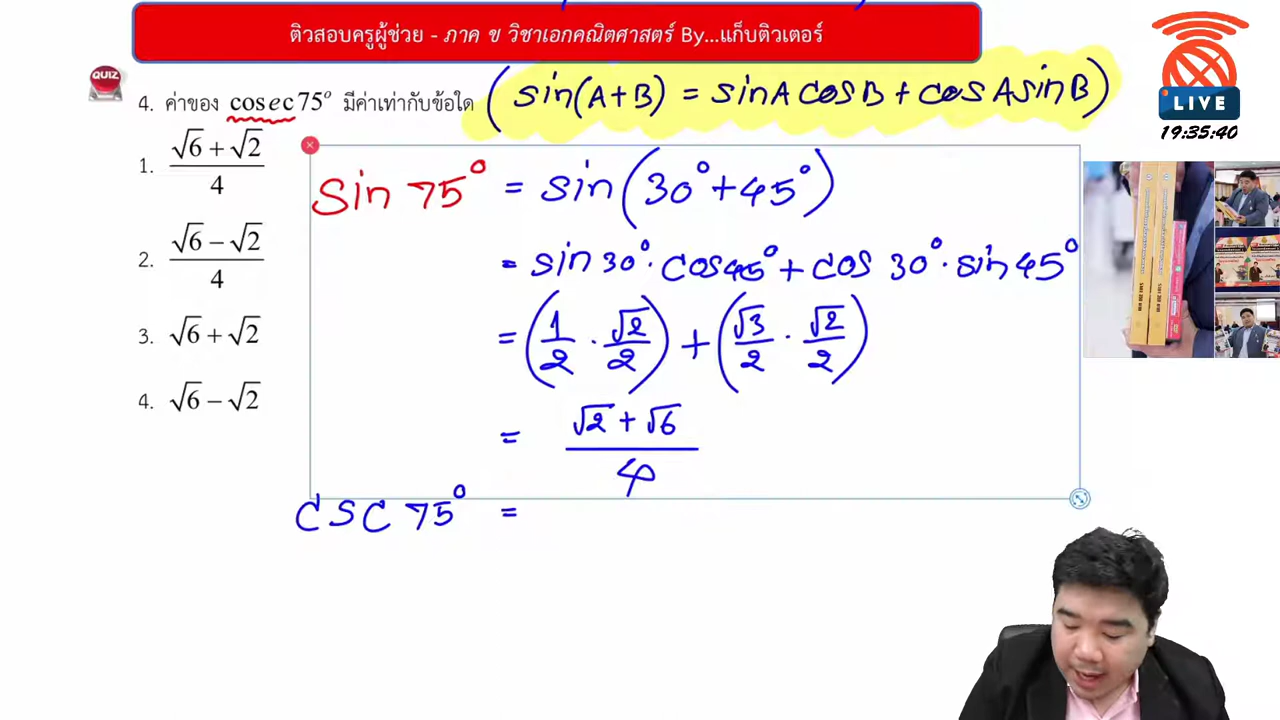 ติวสอบครูผู้ช่วย - ภาค ข วิชาเอกคณิตศาสตร์ By...แก็บติวเตอร์
QUIZ
4. ค่าของ cosec 75° มีค่าเท่ากับข้อใด (sin(A+B) = sinA cosB + cosA sinB)
LIVE
19:35:40
1. (√6 + √2)/4
2. (√6 − √2)/4
3. √6 + √2
4. √6 − √2
sin 75° = sin(30° + 45°)
= sin 30° · cos 45° + cos 30° · sin 45°
= (1/2 · √2/2) + (√3/2 · √2/2)
= (√2 + √6)/4
csc 75° =